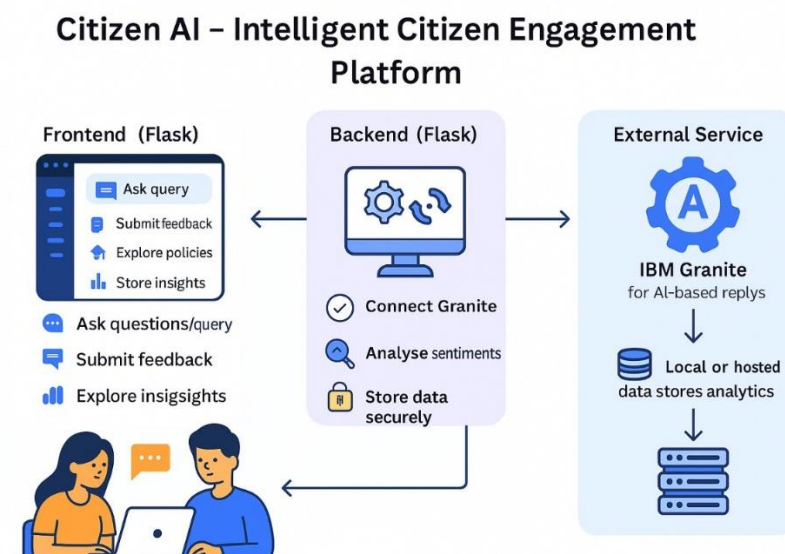 Citizen AI – Intelligent Citizen Engagement
Platform
Frontend (Flask)
Ask query
Submit feedback
Explore policies
Store insights
Ask questions/query
Submit feedback
Explore insigsights
Backend (Flask)
Connect Granite
Analyse sentiments
Store data
securely
External Service
A
IBM Granite
for AI-based replys
Local or hosted
data stores analytics